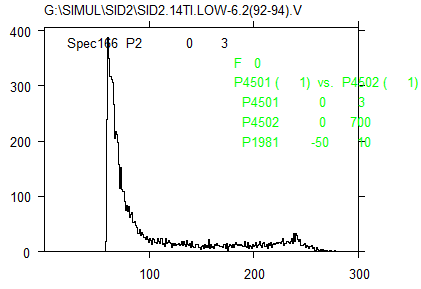 G:\SIMUL\SID2\SID2.14TI.LOW-6.2(92-94).V
400
Spec166 P2 0 3
F 0
P4501 ( 1) vs. P4502 ( 1)
300
P4501 0 3
P4502 0 700
P1981 -50 40
200
100
0
100 200 300